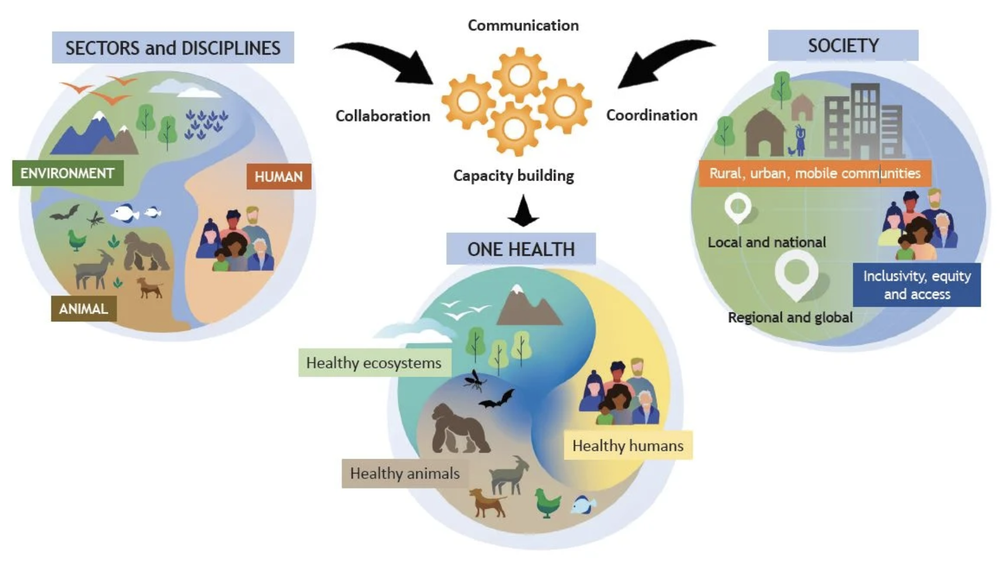 SECTORS and DISCIPLINES
ENVIRONMENT
HUMAN
ANIMAL
Communication
Collaboration
Coordination
Capacity building
SOCIETY
Rural, urban, mobile communities
Local and national
Regional and global
Inclusivity, equity
and access
ONE HEALTH
Healthy ecosystems
Healthy humans
Healthy animals